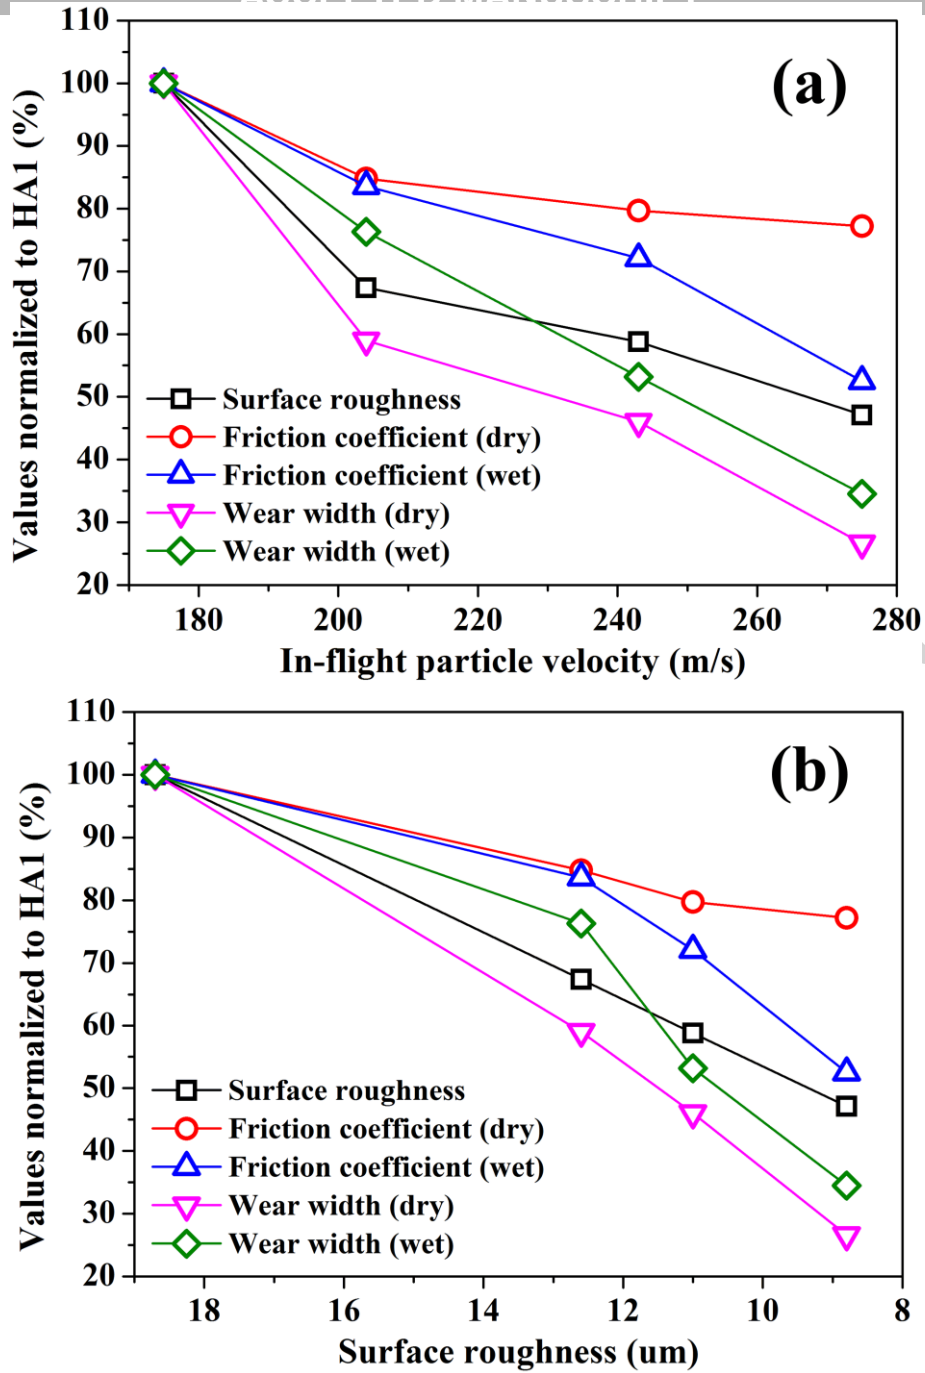 110
(a)
100
90
80
70
60
50
40
30
20
Values normalized to HA1 (%)
Surface roughness
Friction coefficient (dry)
Friction coefficient (wet)
Wear width (dry)
Wear width (wet)
180 200 220 240 260 280
In-flight particle velocity (m/s)
110
(b)
100
90
80
70
60
50
40
30
20
Values normalized to HA1 (%)
Surface roughness
Friction coefficient (dry)
Friction coefficient (wet)
Wear width (dry)
Wear width (wet)
18 16 14 12 10 8
Surface roughness (um)